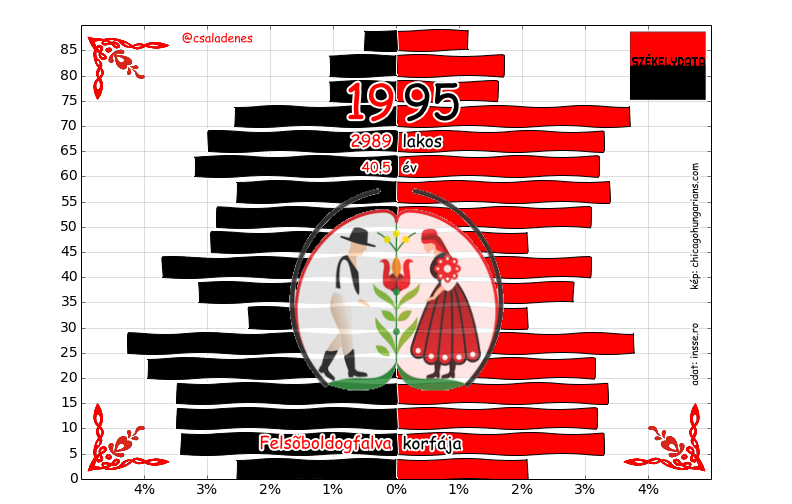 @csaladenes
SZÉKELYDATA
1995
2989 lakos
40.5 év
kép: chicagohungarians.com
adat: insse.ro
Felsőboldogfalva korfája
85
80
75
70
65
60
55
50
45
40
35
30
25
20
15
10
5
0
4% 3% 2% 1% 0% 1% 2% 3% 4%